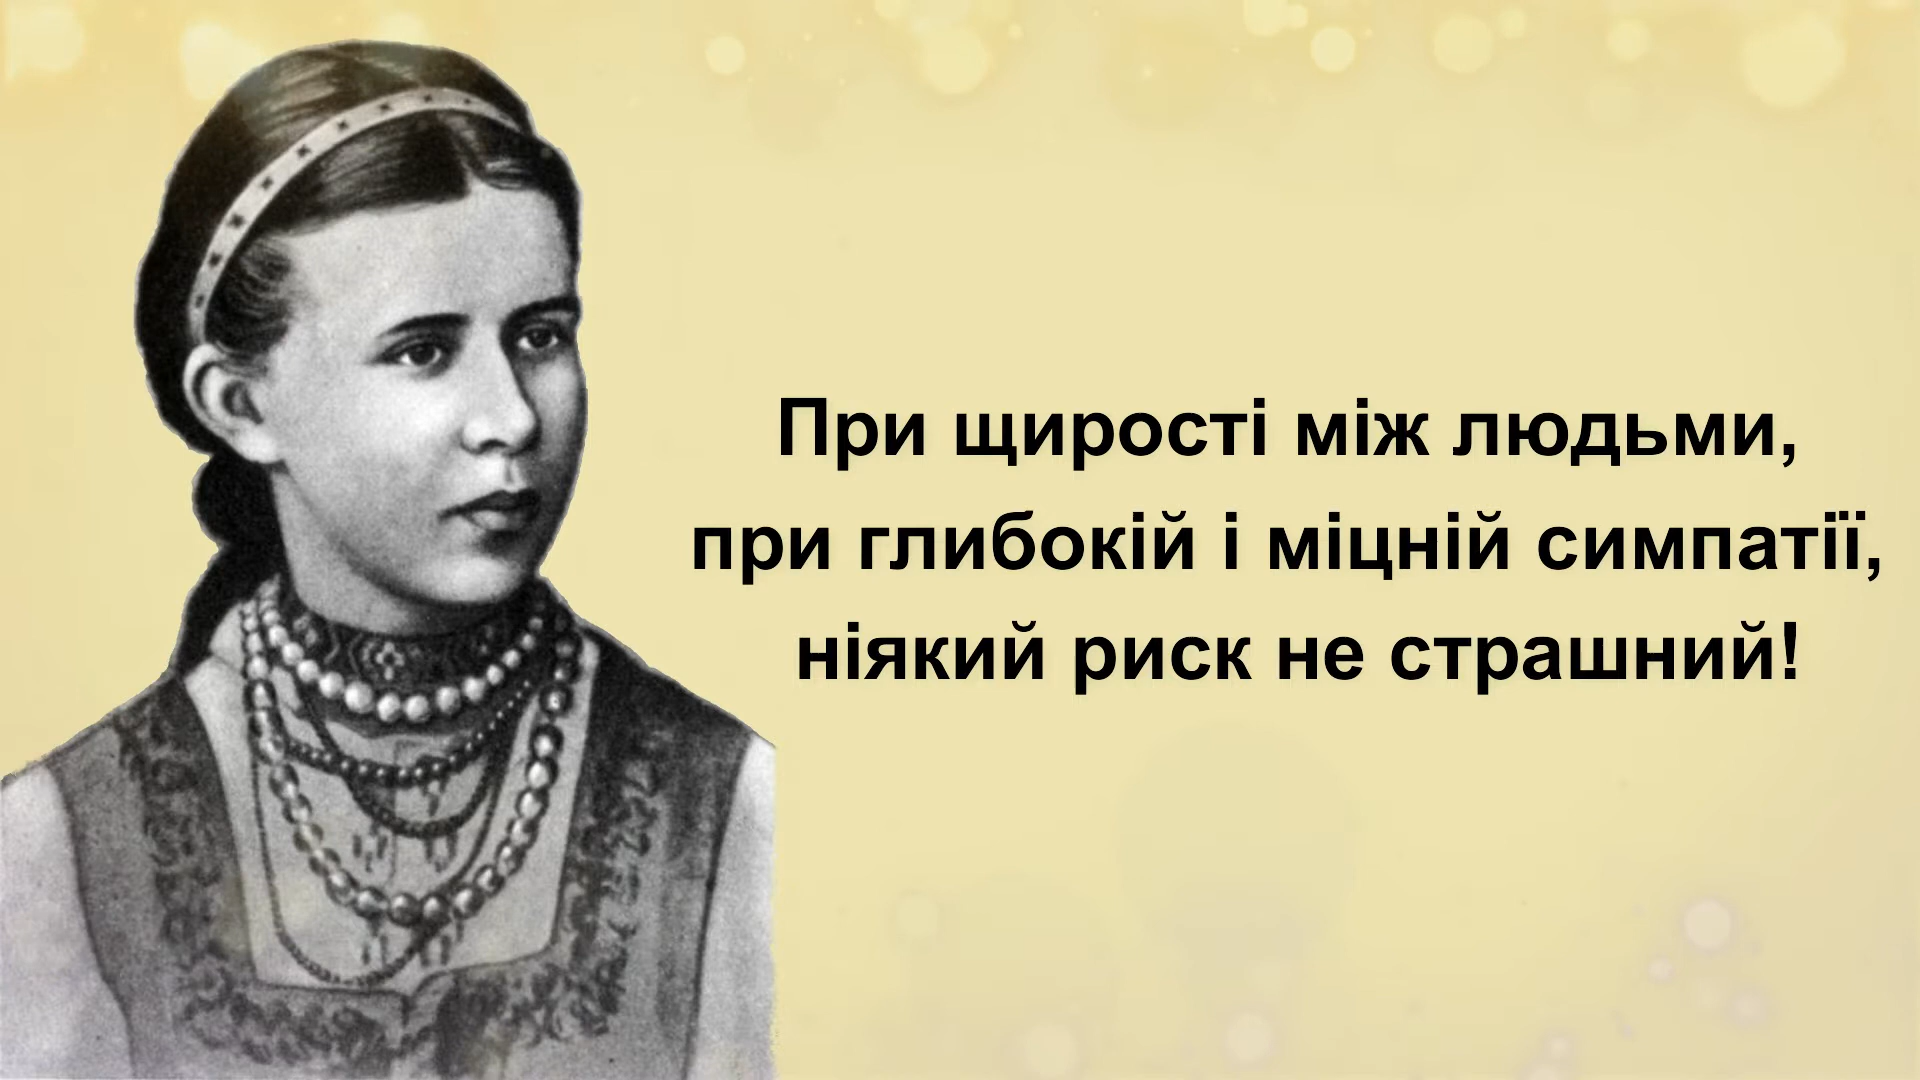 При щирості між людьми,
при глибокій і міцній симпатії,
ніякий риск не страшний!